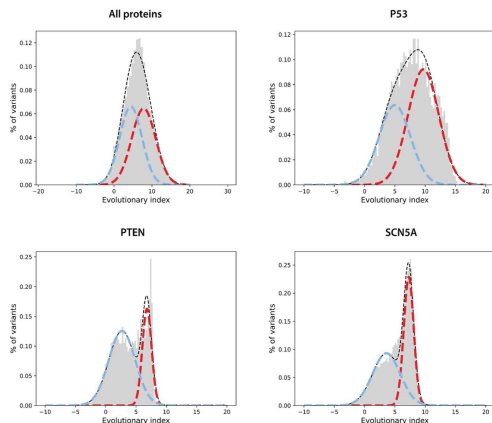 All proteins
P53
0.12
0.10
0.08
0.06
0.04
0.02
0.00
% of variants
−20 −10 0 10 20 30
Evolutionary index
0.12
0.10
0.08
0.06
0.04
0.02
0.00
% of variants
−10 −5 0 5 10 15 20
Evolutionary index
PTEN
SCN5A
0.25
0.20
0.15
0.10
0.05
0.00
% of variants
−10 −5 0 5 10 15 20
Evolutionary index
0.25
0.20
0.15
0.10
0.05
0.00
% of variants
−10 −5 0 5 10 15 20
Evolutionary index